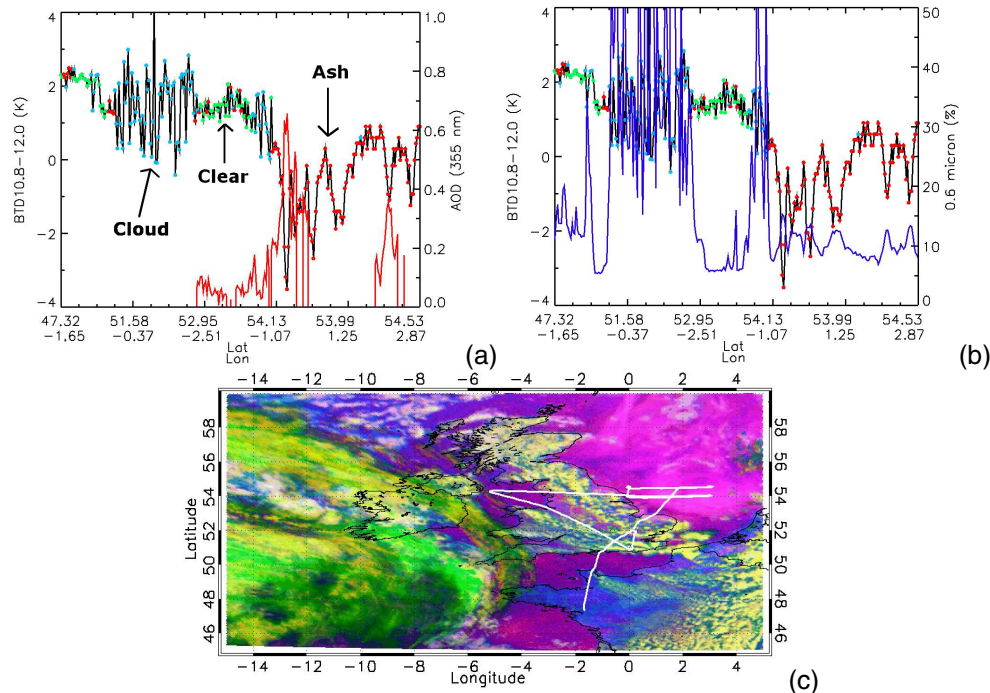 4
2
0
−2
−4
BTD10.8−12.0 (K)
1.0
0.8
0.6
0.4
0.2
0.0
AOD (355 nm)
Ash
Clear
Cloud
47.32 51.58 52.95 54.13 53.99 54.53
−1.65 −0.37 −2.51 −1.07 1.25 2.87
Lat
Lon
(a)
4
2
0
−2
−4
BTD10.8−12.0 (K)
50
40
30
20
10
0
0.6 micron (%)
47.32 51.58 52.95 54.13 53.99 54.53
−1.65 −0.37 −2.51 −1.07 1.25 2.87
Lat
Lon
(b)
−14 −12 −10 −8 −6 −4 −2 0 2 4
58
56
54
52
50
48
46
Latitude
58
56
54
52
50
48
46
−14 −12 −10 −8 −6 −4 −2 0 2 4
Longitude
(c)